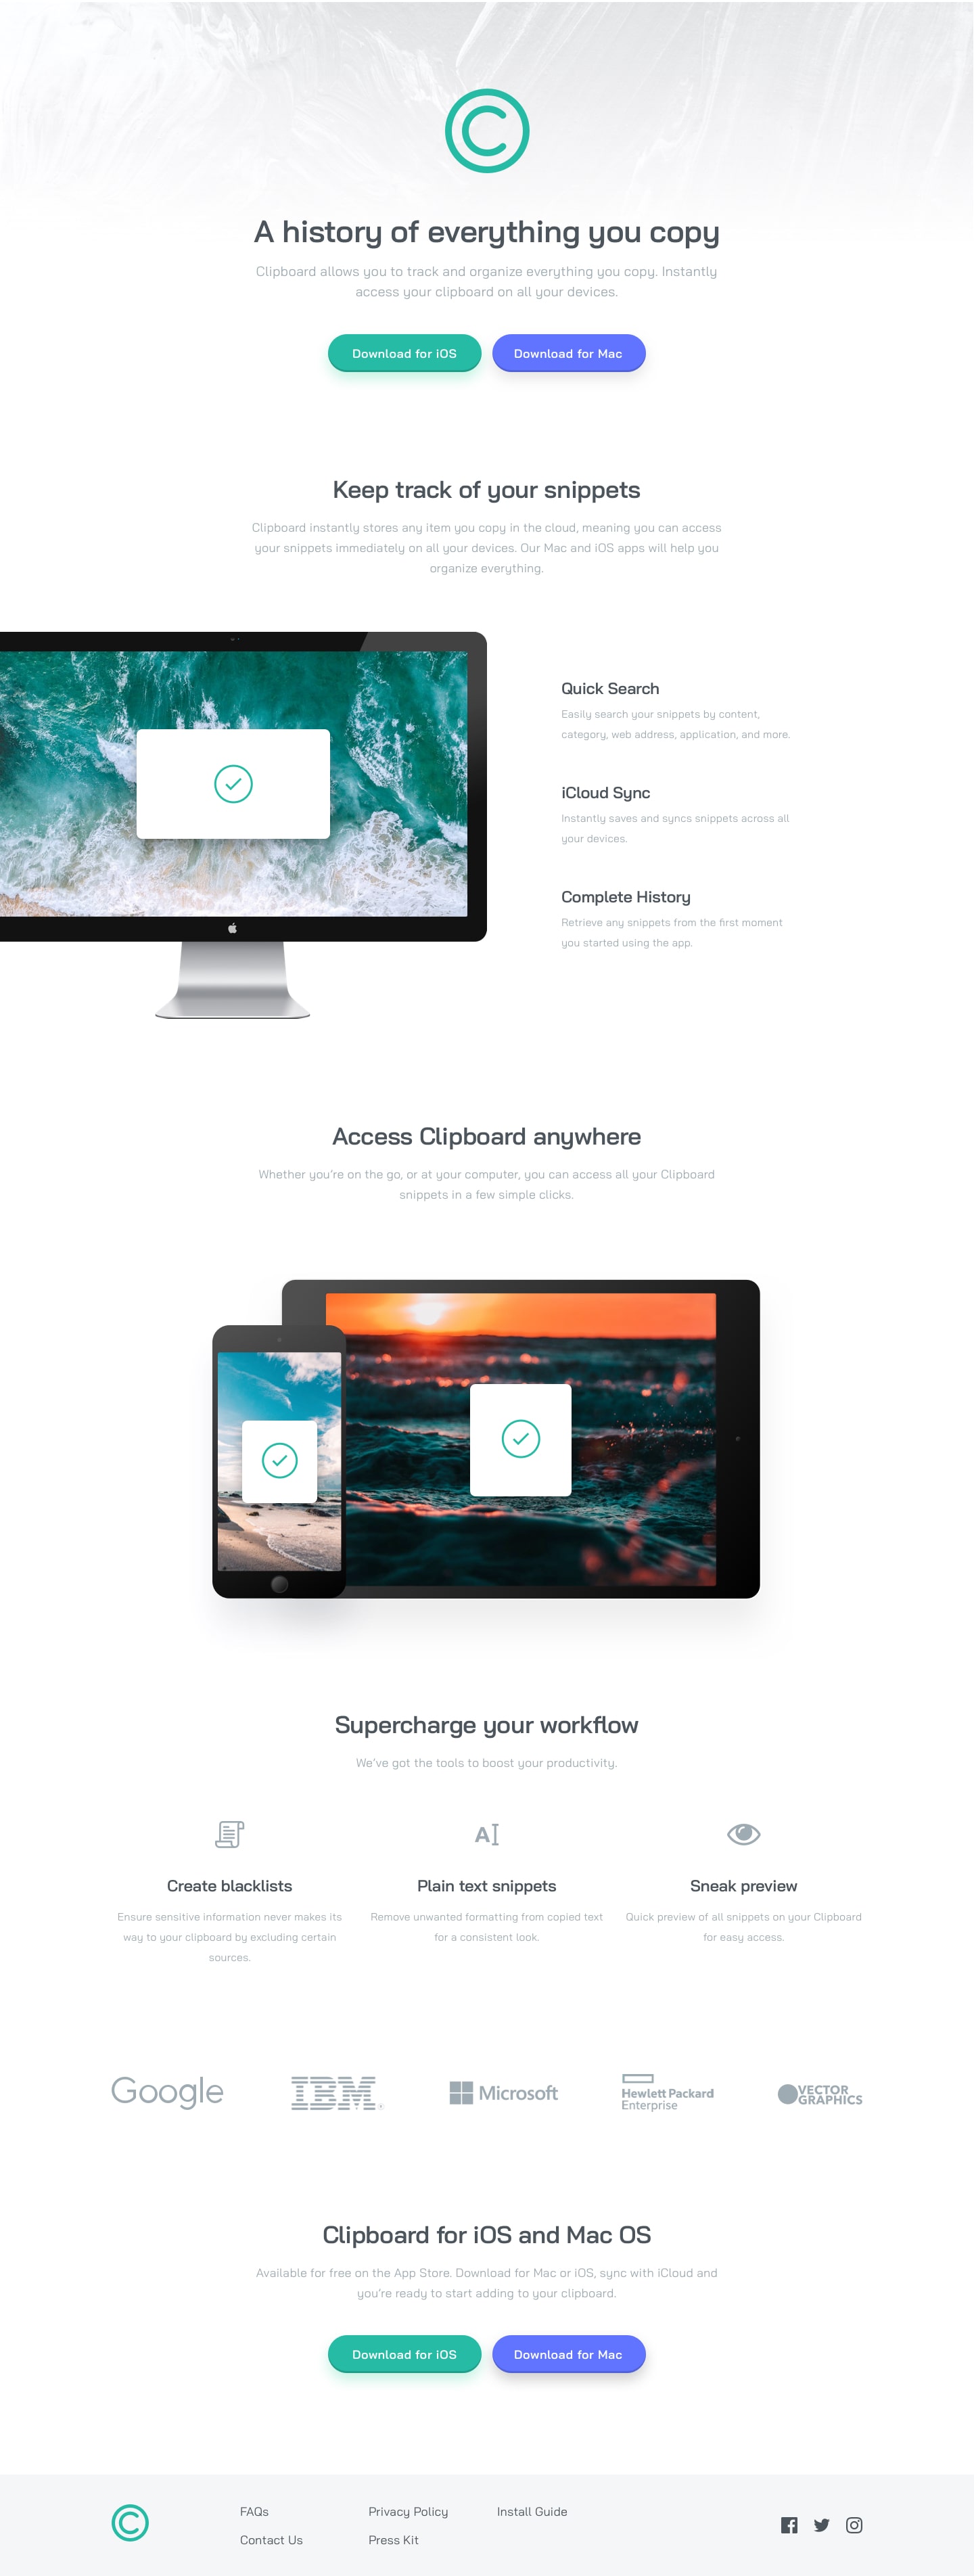 A history of everything you copy
Clipboard allows you to track and organize everything you copy. Instantly
access your clipboard on all your devices.
Download for iOS Download for Mac
Keep track of your snippets
Clipboard instantly stores any item you copy in the cloud, meaning you can access
your snippets immediately on all your devices. Our Mac and iOS apps will help you
organize everything.
Quick Search
Easily search your snippets by content,
category, web address, application, and more.
iCloud Sync
Instantly saves and syncs snippets across all
your devices.
Complete History
Retrieve any snippets from the first moment
you started using the app.
Access Clipboard anywhere
Whether you’re on the go, or at your computer, you can access all your Clipboard
snippets in a few simple clicks.
Supercharge your workflow
We’ve got the tools to boost your productivity.
A
Create blacklists
Ensure sensitive information never makes its
way to your clipboard by excluding certain
sources.
Plain text snippets
Remove unwanted formatting from copied text
for a consistent look.
Sneak preview
Quick preview of all snippets on your Clipboard
for easy access.
Google
IBM
Microsoft
Hewlett Packard
Enterprise
VECTOR
GRAPHICS
Clipboard for iOS and Mac OS
Available for free on the App Store. Download for Mac or iOS, sync with iCloud and
you’re ready to start adding to your clipboard.
Download for iOS Download for Mac
FAQs
Contact Us
Privacy Policy
Press Kit
Install Guide